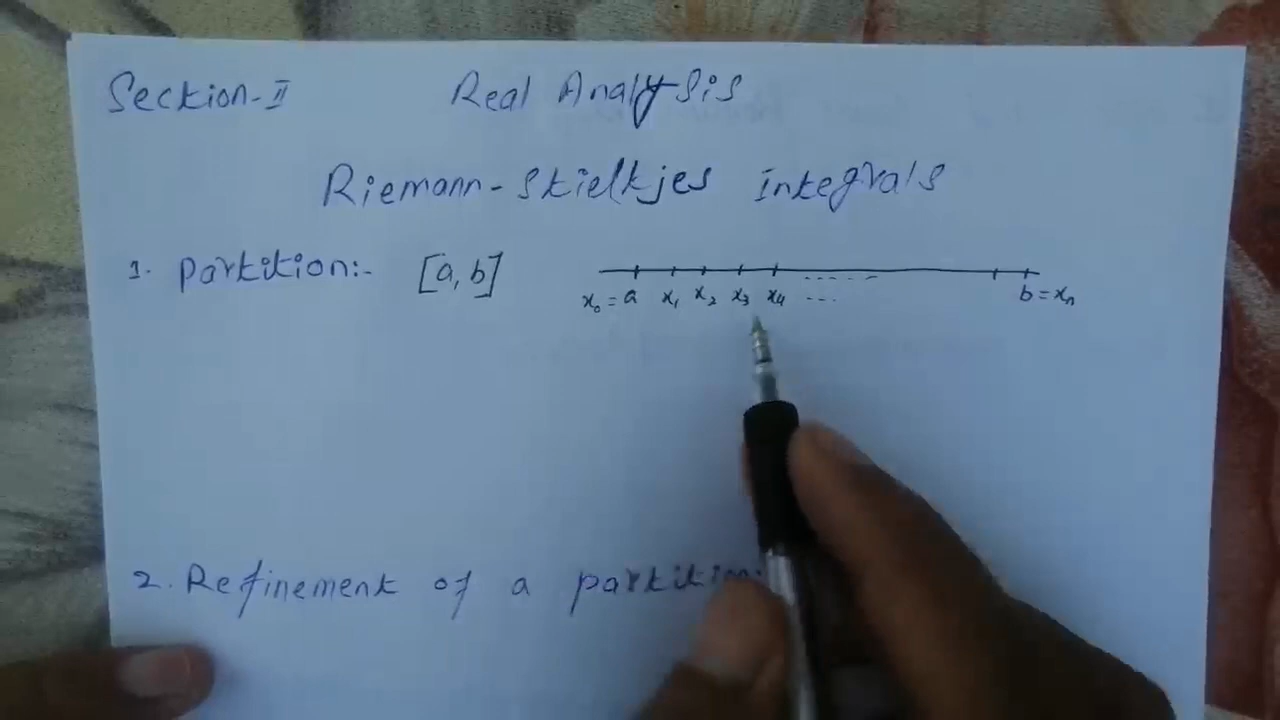 Section-II Real Analysis
Riemann-Stieltjes Integrals
1. Partition:- [a, b]
x₀ = a x₁ x₂ x₃ x₄ ... b = xₙ
2. Refinement of a partition: